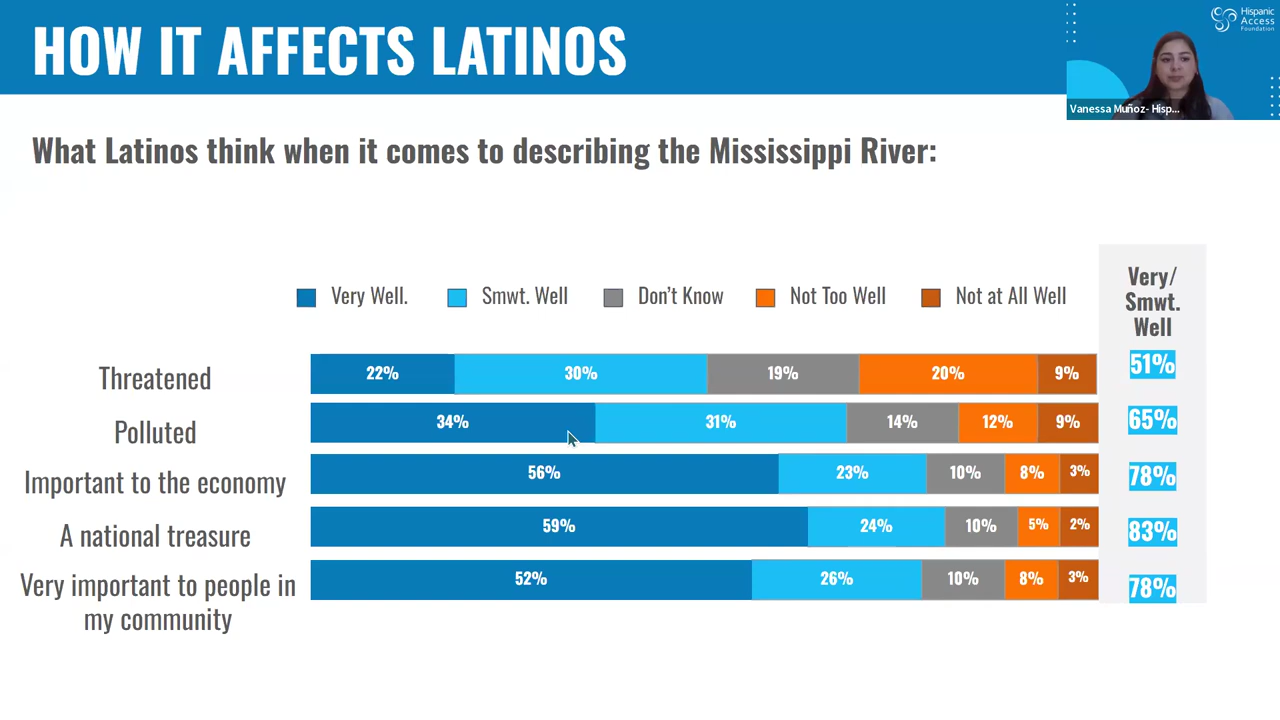 HOW IT AFFECTS LATINOS
Hispanic
Access
Foundation
Vanessa Muñoz- Hisp...
What Latinos think when it comes to describing the Mississippi River:
Very Well. Smwt. Well Don't Know Not Too Well Not at All Well
Very/
Smwt.
Well
Threatened 22% 30% 19% 20% 9% 51%
Polluted 34% 31% 14% 12% 9% 65%
Important to the economy 56% 23% 10% 8% 3% 78%
A national treasure 59% 24% 10% 5% 2% 83%
Very important to people in
my community 52% 26% 10% 8% 3% 78%